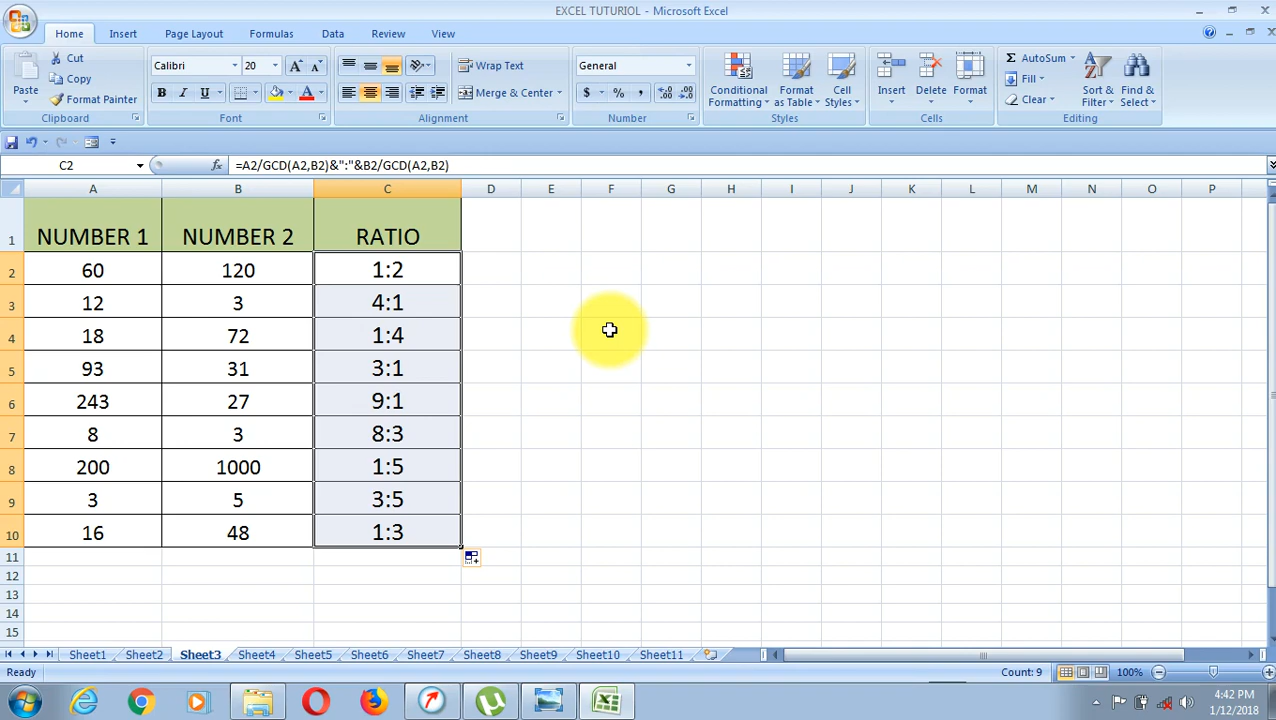 EXCEL TUTURIOL - Microsoft Excel
Home Insert Page Layout Formulas Data Review View
Paste
Cut
Copy
Format Painter
Clipboard
Calibri 20
B I U A
Font
Wrap Text
Merge & Center
Alignment
General
$ % ,
Number
Conditional Formatting
Format as Table
Cell Styles
Styles
Insert Delete Format
Cells
Σ AutoSum
Fill
Clear
Sort & Filter
Find & Select
Editing
C2 fx =A2/GCD(A2,B2)&":"&B2/GCD(A2,B2)
A B C D E F G H I J K L M N O P
1 NUMBER 1 NUMBER 2 RATIO
2 60 120 1:2
3 12 3 4:1
4 18 72 1:4
5 93 31 3:1
6 243 27 9:1
7 8 3 8:3
8 200 1000 1:5
9 3 5 3:5
10 16 48 1:3
11
12
13
14
15
Sheet1 Sheet2 Sheet3 Sheet4 Sheet5 Sheet6 Sheet7 Sheet8 Sheet9 Sheet10 Sheet11
Ready Count: 9 100%
4:42 PM
1/12/2018